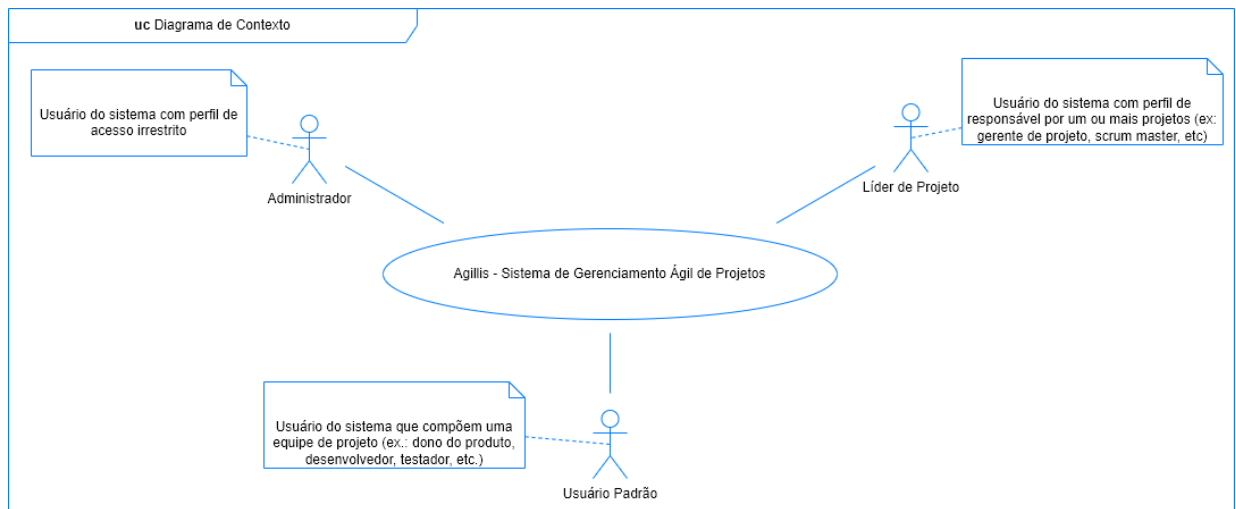 uc Diagrama de Contexto
Usuário do sistema com perfil de
acesso irrestrito
Administrador
Usuário do sistema com perfil de
responsável por um ou mais projetos (ex:
gerente de projeto, scrum master, etc)
Líder de Projeto
Agillis - Sistema de Gerenciamento Ágil de Projetos
Usuário do sistema que compõem uma
equipe de projeto (ex.: dono do produto,
desenvolvedor, testador, etc.)
Usuário Padrão